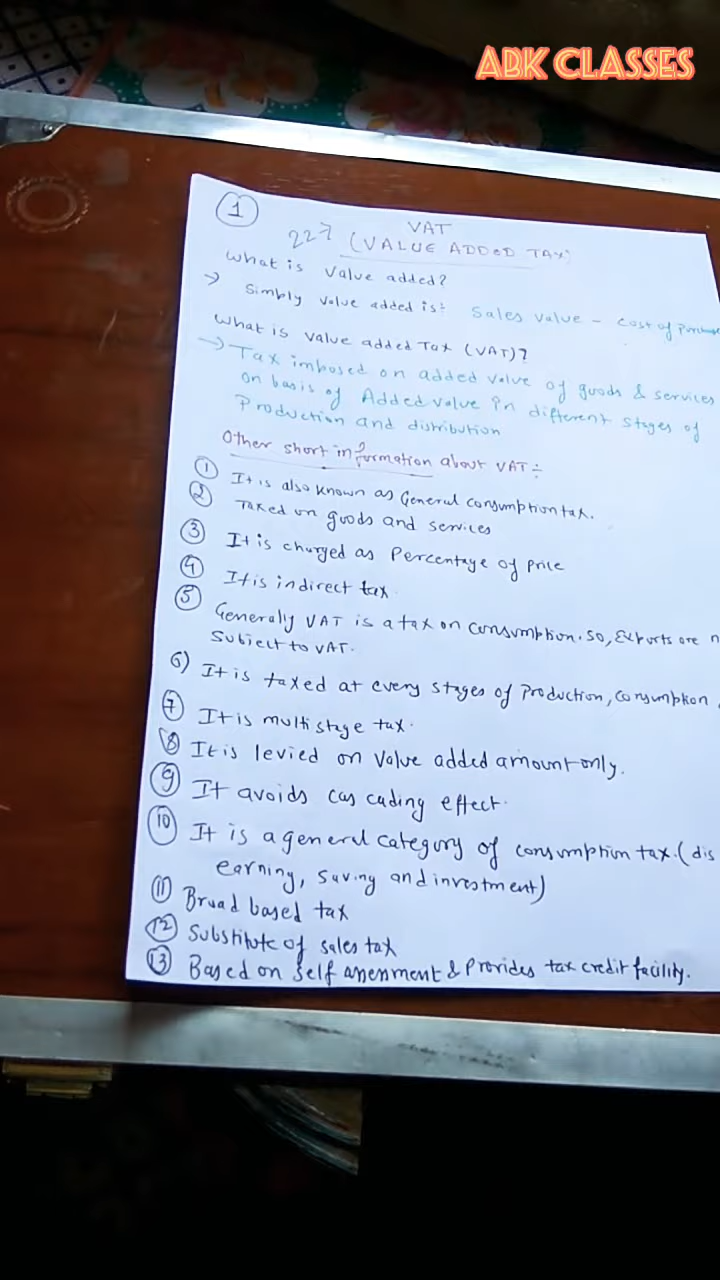 ABK CLASSES
1
VAT
227 (VALUE ADDED TAX)
What is Value added?
→ Simply value added is: Sales value - cost of purchase
What is value added Tax (VAT)?
→ Tax imposed on added value of goods & services
on basis of Added value in different stages of
Production and distribution
Other short information about VAT ÷
1 It is also known as General consumption tax.
2 Taxed on goods and services
3 It is charged as Percentage of price
4 It is indirect tax.
5 Generally VAT is a tax on consumption. So, Exports are n
Subject to VAT.
6) It is taxed at every stages of Production, consumption
7 It is multi stage tax.
8 It is levied on Value added amount only.
9 It avoids cascading effect.
10 It is a general category of consumption tax. (dis
earning, saving and investment)
11 Broad based tax
12 Substitute of sales tax
13 Based on self assessment & Provides tax credit facility.